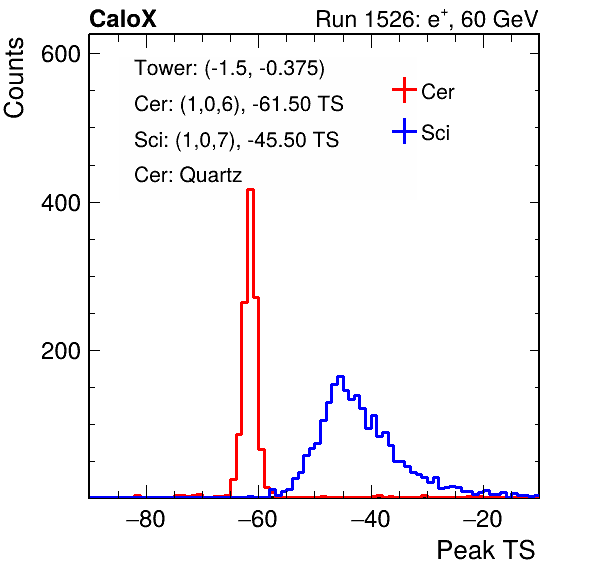 CaloX Run 1526: e⁺, 60 GeV
Counts
Tower: (-1.5, -0.375)
Cer: (1,0,6), -61.50 TS
Sci: (1,0,7), -45.50 TS
Cer: Quartz
Cer
Sci
600
400
200
−80 −60 −40 −20
Peak TS